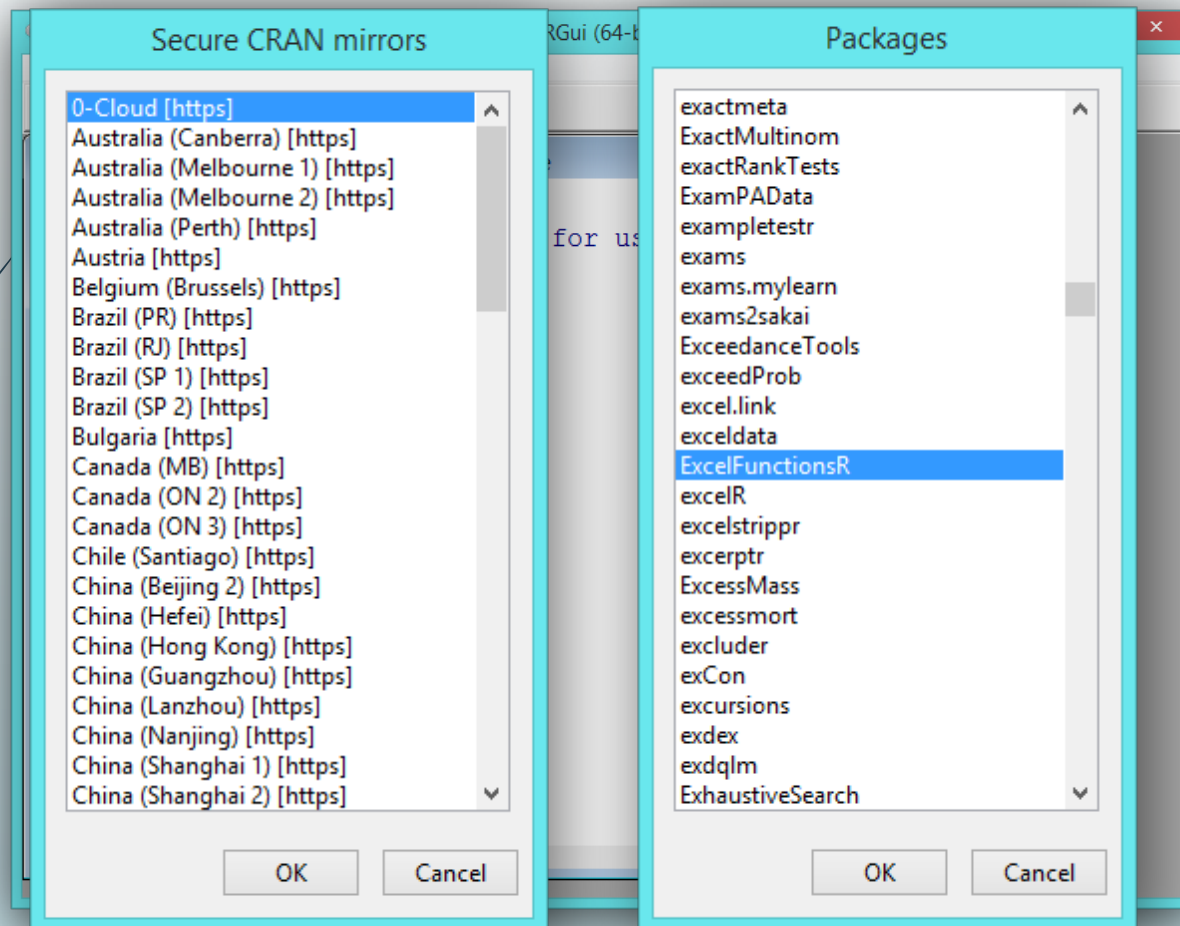 RGui (64-b
Secure CRAN mirrors
0-Cloud [https]
Australia (Canberra) [https]
Australia (Melbourne 1) [https]
Australia (Melbourne 2) [https]
Australia (Perth) [https]
Austria [https]
Belgium (Brussels) [https]
Brazil (PR) [https]
Brazil (RJ) [https]
Brazil (SP 1) [https]
Brazil (SP 2) [https]
Bulgaria [https]
Canada (MB) [https]
Canada (ON 2) [https]
Canada (ON 3) [https]
Chile (Santiago) [https]
China (Beijing 2) [https]
China (Hefei) [https]
China (Hong Kong) [https]
China (Guangzhou) [https]
China (Lanzhou) [https]
China (Nanjing) [https]
China (Shanghai 1) [https]
China (Shanghai 2) [https]
OK
Cancel
for us
Packages
exactmeta
ExactMultinom
exactRankTests
ExamPAData
exampletestr
exams
exams.mylearn
exams2sakai
ExceedanceTools
exceedProb
excel.link
exceldata
ExcelFunctionsR
excelR
excelstrippr
excerptr
ExcessMass
excessmort
excluder
exCon
excursions
exdex
exdqlm
ExhaustiveSearch
OK
Cancel